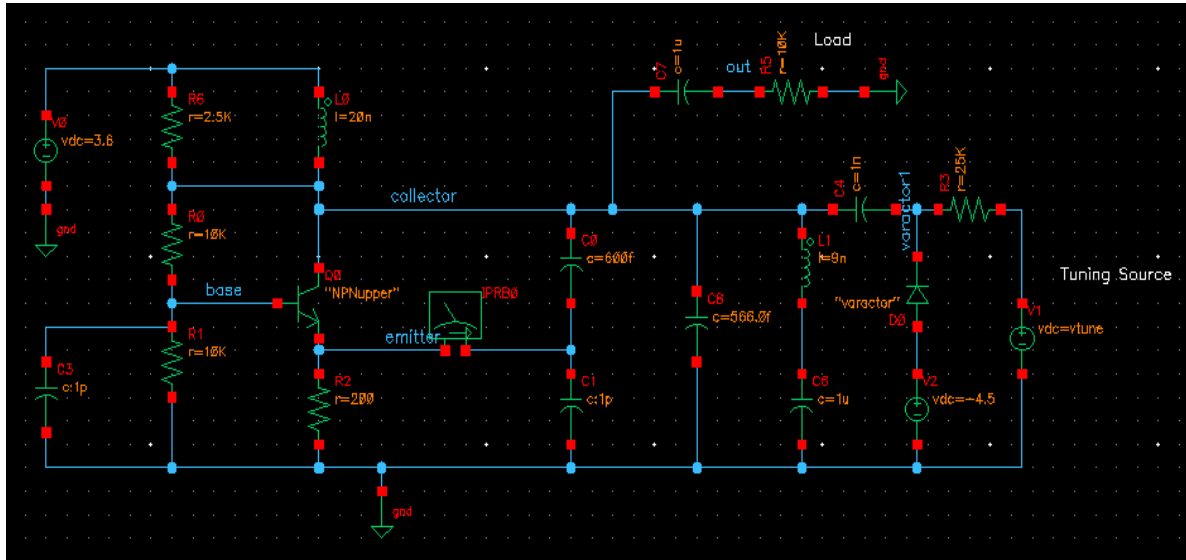 Load
C7
c=1u
out
R5
r=10K
gnd
V0
vdc=3.6
gnd
R6
r=2.5K
L0
l=20n
R0
r=10K
collector
base
Q0
"NPNupper"
IPRB0
emitter
R1
r=10K
C3
c:1p
R2
r=200
C0
c=600f
C1
c:1p
C8
c=566.0f
L1
l=9n
C6
c=1u
C4
c=1n
varactor1
R3
r=25K
"varactor"
D0
V2
vdc=-4.5
Tuning Source
V1
vdc=vtune
gnd